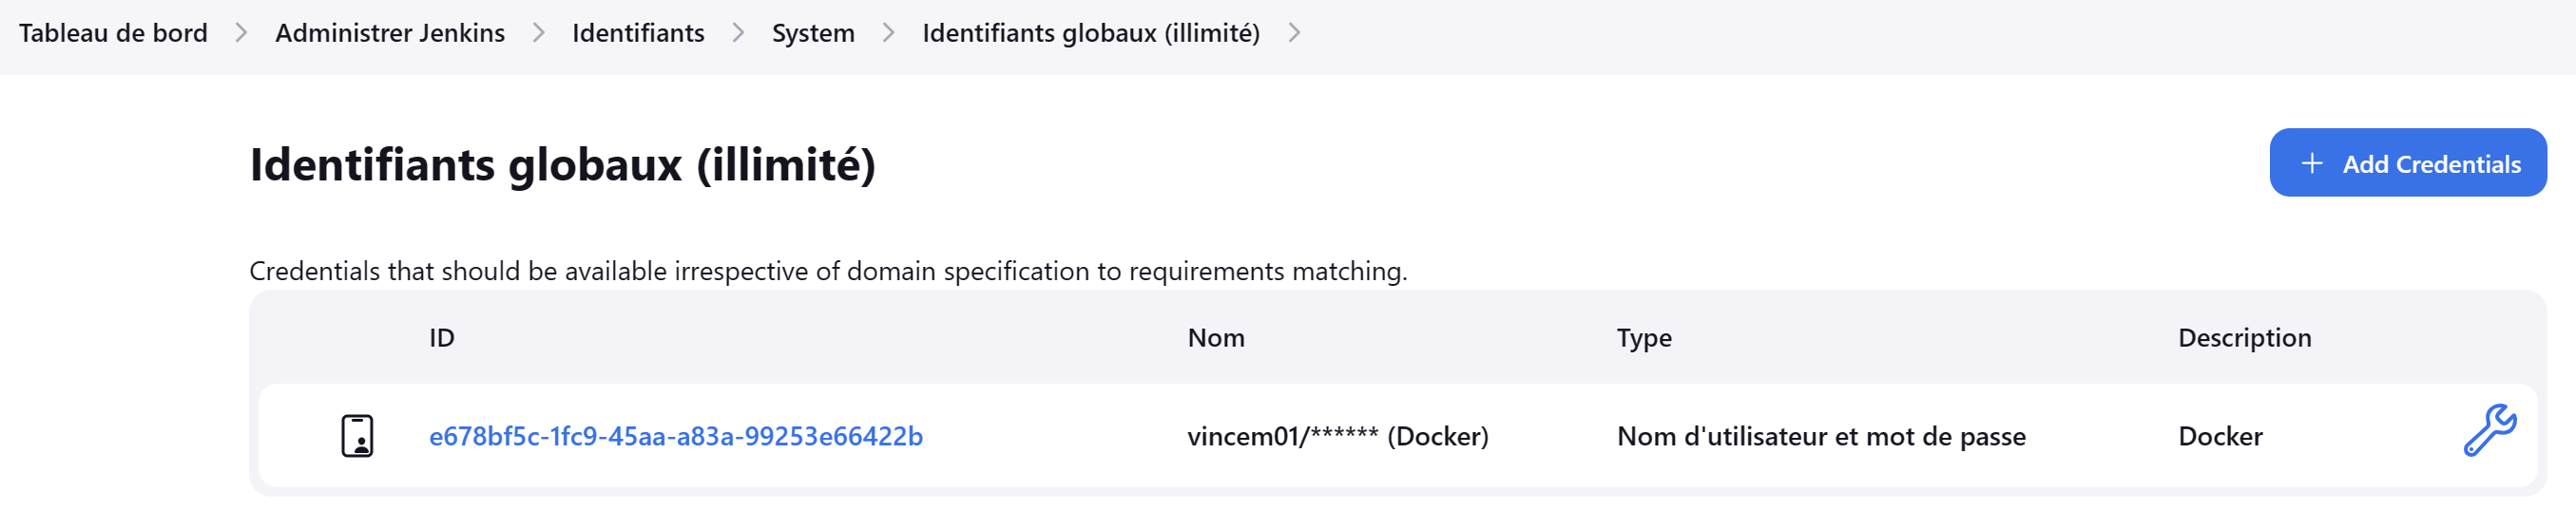 Tableau de bord > Administrer Jenkins > Identifiants > System > Identifiants globaux (illimité) >
Identifiants globaux (illimité)
+ Add Credentials
Credentials that should be available irrespective of domain specification to requirements matching.
ID Nom Type Description
e678bf5c-1fc9-45aa-a83a-99253e66422b vincem01/****** (Docker) Nom d'utilisateur et mot de passe Docker